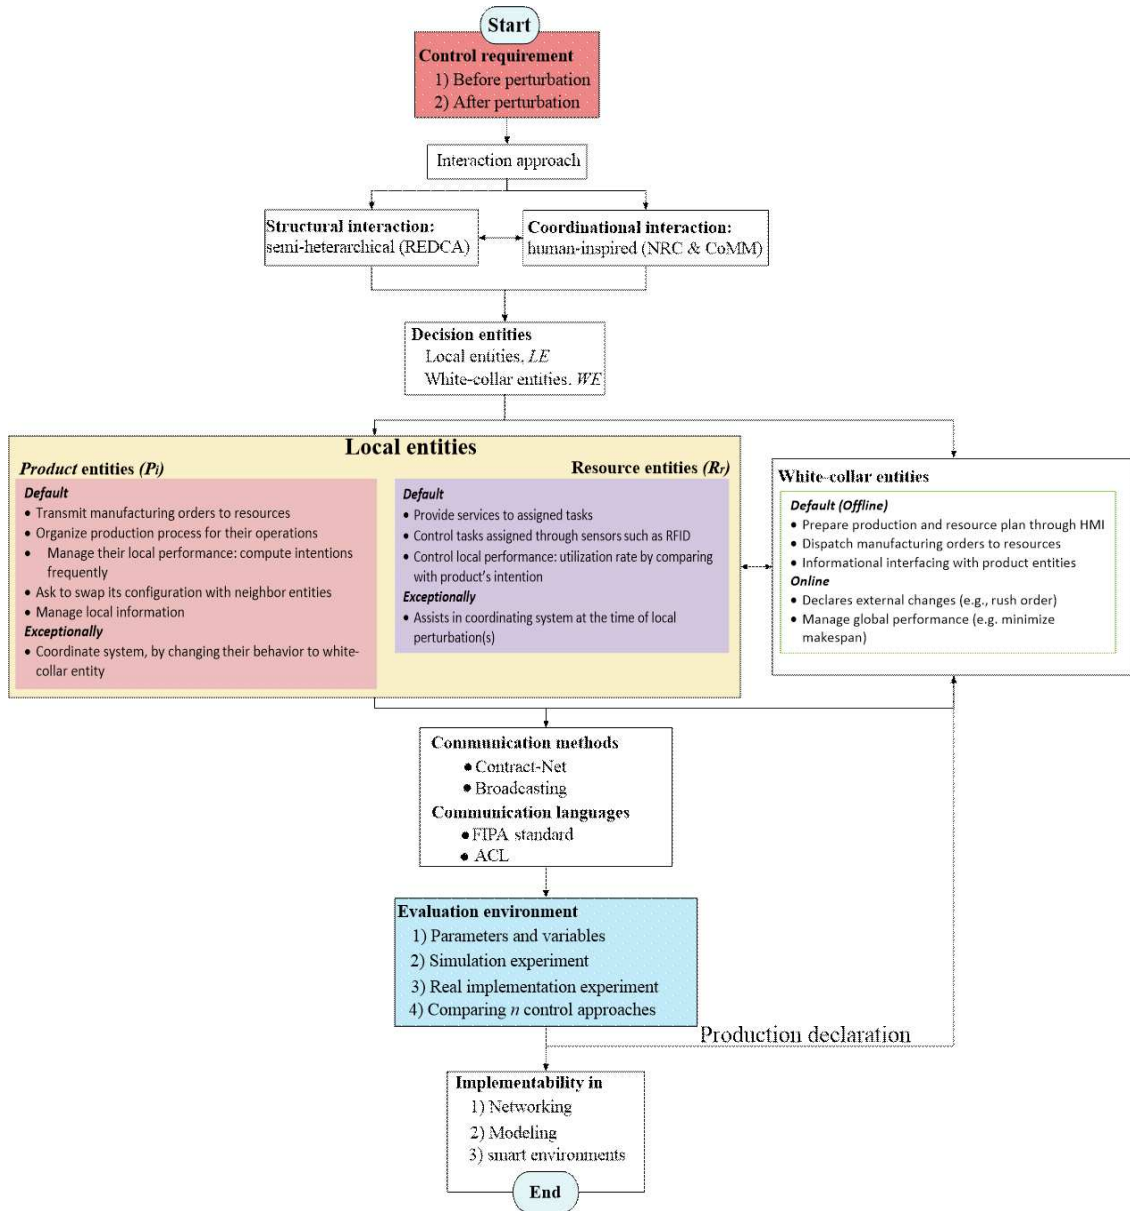 Start
Control requirement
1) Before perturbation
2) After perturbation
Interaction approach
Structural interaction:
semi-heterarchical (REDCA)
Coordinational interaction:
human-inspired (NRC & CoMM)
Decision entities
Local entities, LE
White-collar entities. WE
Local entities
Product entities (Pi)
Default
• Transmit manufacturing orders to resources
• Organize production process for their operations
• Manage their local performance: compute intentions
frequently
• Ask to swap its configuration with neighbor entities
• Manage local information
Exceptionally
• Coordinate system, by changing their behavior to white-
collar entity
Resource entities (Rr)
Default
• Provide services to assigned tasks
• Control tasks assigned through sensors such as RFID
• Control local performance: utilization rate by comparing
with product's intention
Exceptionally
• Assists in coordinating system at the time of local
perturbation(s)
White-collar entities
Default (Offline)
• Prepare production and resource plan through HMI
• Dispatch manufacturing orders to resources
• Informational interfacing with product entities
Online
• Declares external changes (e.g., rush order)
• Manage global performance (e.g. minimize
makespan)
Communication methods
• Contract-Net
• Broadcasting
Communication languages
• FIPA standard
• ACL
Evaluation environment
1) Parameters and variables
2) Simulation experiment
3) Real implementation experiment
4) Comparing n control approaches
Production declaration
Implementability in
1) Networking
2) Modeling
3) smart environments
End